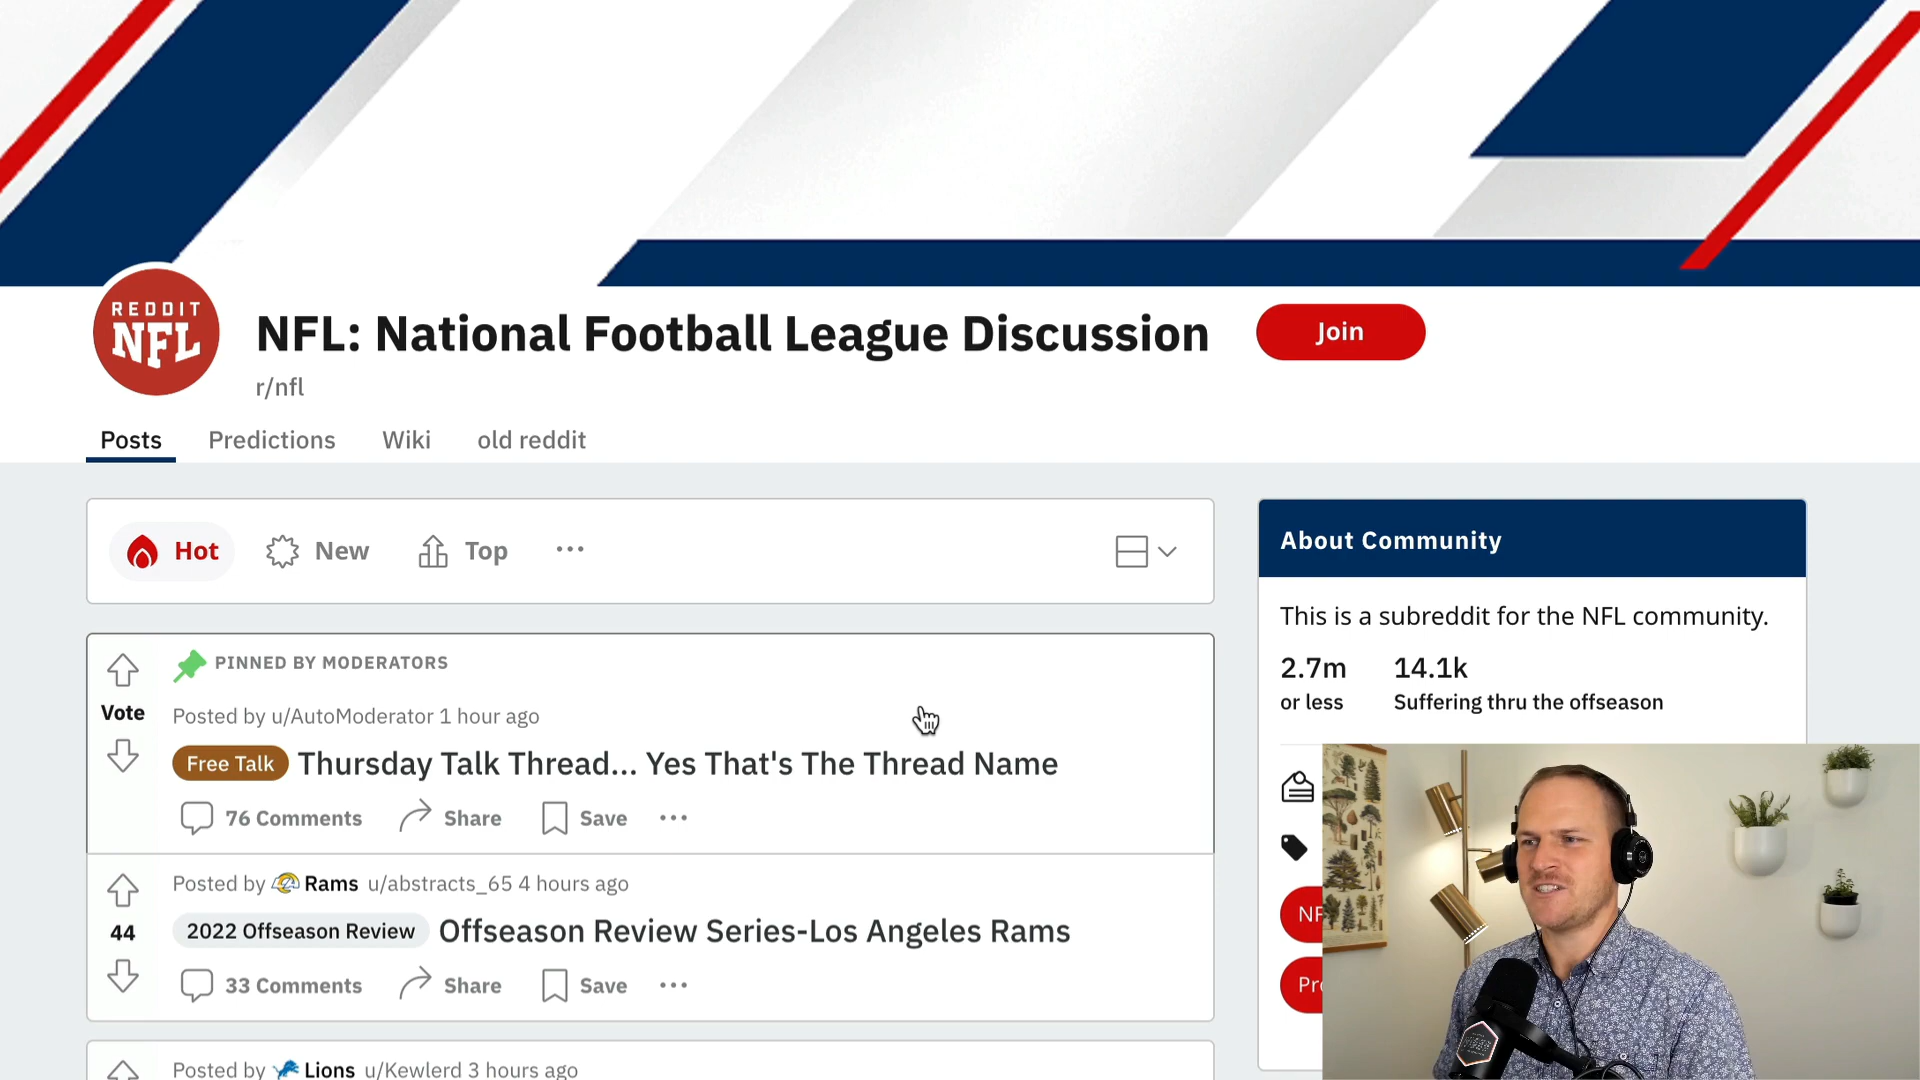 REDDIT
NFL
NFL: National Football League Discussion
Join
r/nfl
Posts Predictions Wiki old reddit
Hot New Top
About Community
This is a subreddit for the NFL community.
2.7m 14.1k
or less Suffering thru the offseason
PINNED BY MODERATORS
Vote
Posted by u/AutoModerator 1 hour ago
Free Talk Thursday Talk Thread... Yes That's The Thread Name
76 Comments Share Save
Posted by Rams u/abstracts_65 4 hours ago
44
2022 Offseason Review Offseason Review Series-Los Angeles Rams
33 Comments Share Save
Posted by Lions u/Kewlerd 3 hours ago